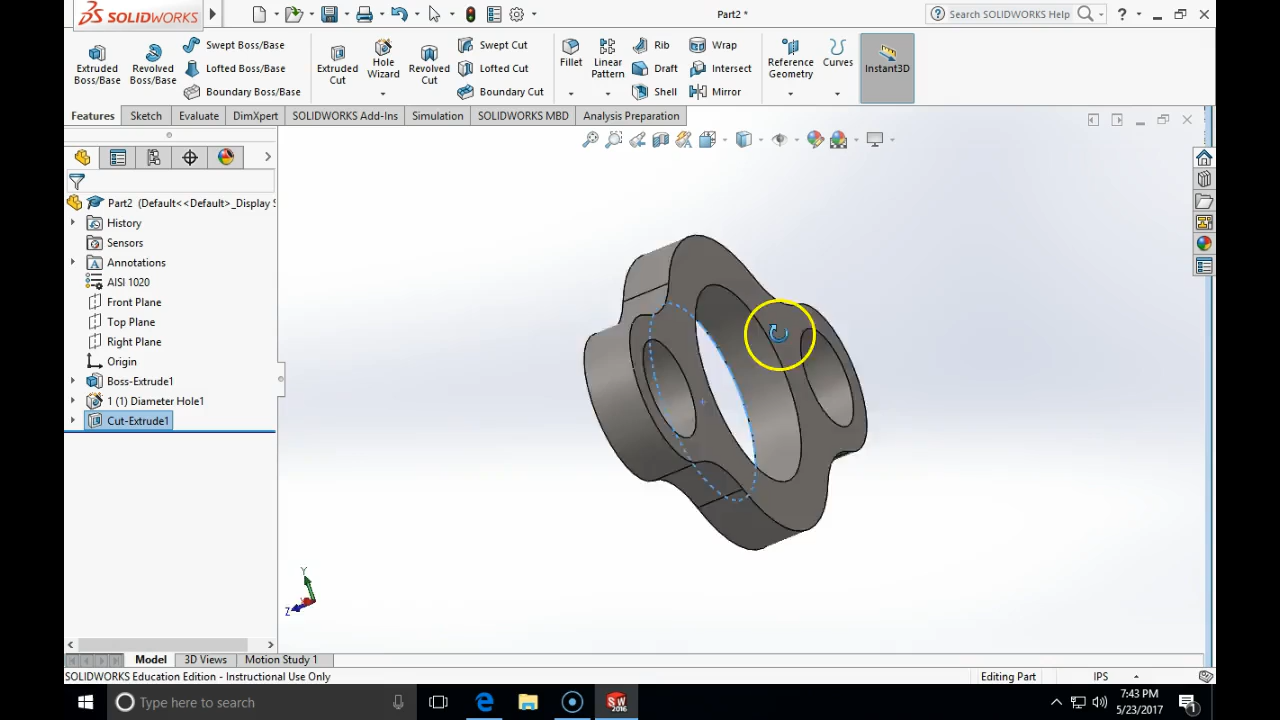 SOLIDWORKS
Part2 *
Search SOLIDWORKS Help
?
Extruded Boss/Base
Revolved Boss/Base
Swept Boss/Base
Lofted Boss/Base
Boundary Boss/Base
Extruded Cut
Hole Wizard
Revolved Cut
Swept Cut
Lofted Cut
Boundary Cut
Fillet
Linear Pattern
Rib
Draft
Shell
Wrap
Intersect
Mirror
Reference Geometry
Curves
Instant3D
Features Sketch Evaluate DimXpert SOLIDWORKS Add-Ins Simulation SOLIDWORKS MBD Analysis Preparation
Part2 (Default<<Default>_Display S
History
Sensors
Annotations
AISI 1020
Front Plane
Top Plane
Right Plane
Origin
Boss-Extrude1
1 (1) Diameter Hole1
Cut-Extrude1
Y
Z
Model 3D Views Motion Study 1
SOLIDWORKS Education Edition - Instructional Use Only
Editing Part
IPS
Type here to search
SW
2016
7:43 PM
5/23/2017
1